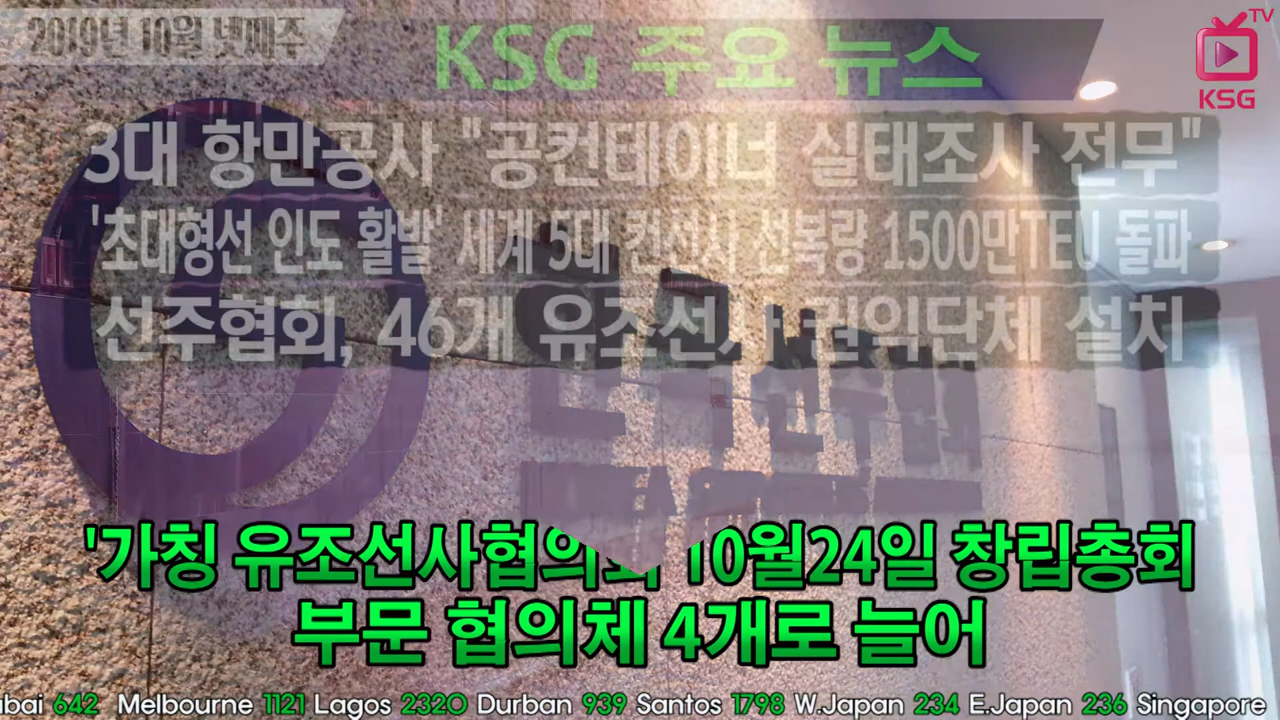 2019년 10월 넷째주
KSG 주요 뉴스
TV
KSG
3대 항만공사 "공컨테이너 실태조사 전무"
'초대형선 인도 활발' 세계 5대 컨선사 선복량 1500만TEU 돌파
선주협회, 46개 유조선사 권익단체 설치
'가칭 유조선사협의회' 10월24일 창립총회
부문 협의체 4개로 늘어
642 Melbourne 1121 Lagos 2320 Durban 939 Santos 1798 W.Japan 234 E.Japan 236 Singapore